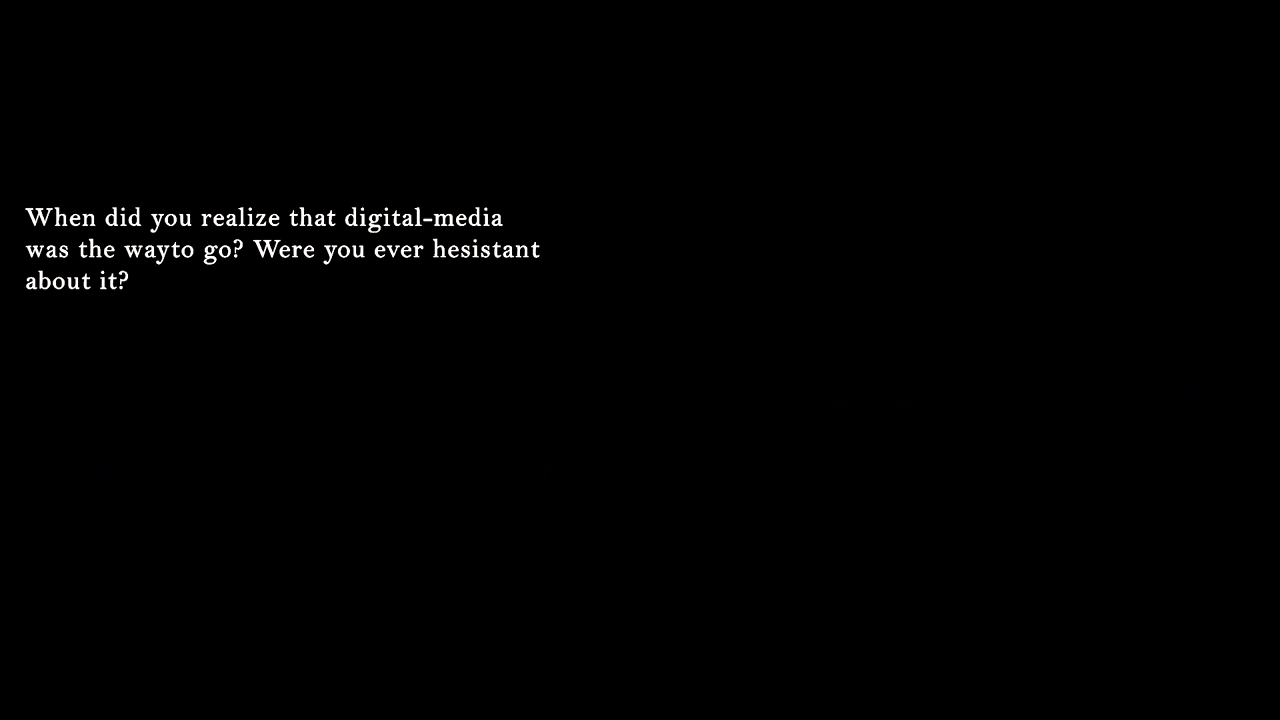 When did you realize that digital-media
was the wayto go? Were you ever hesistant
about it?